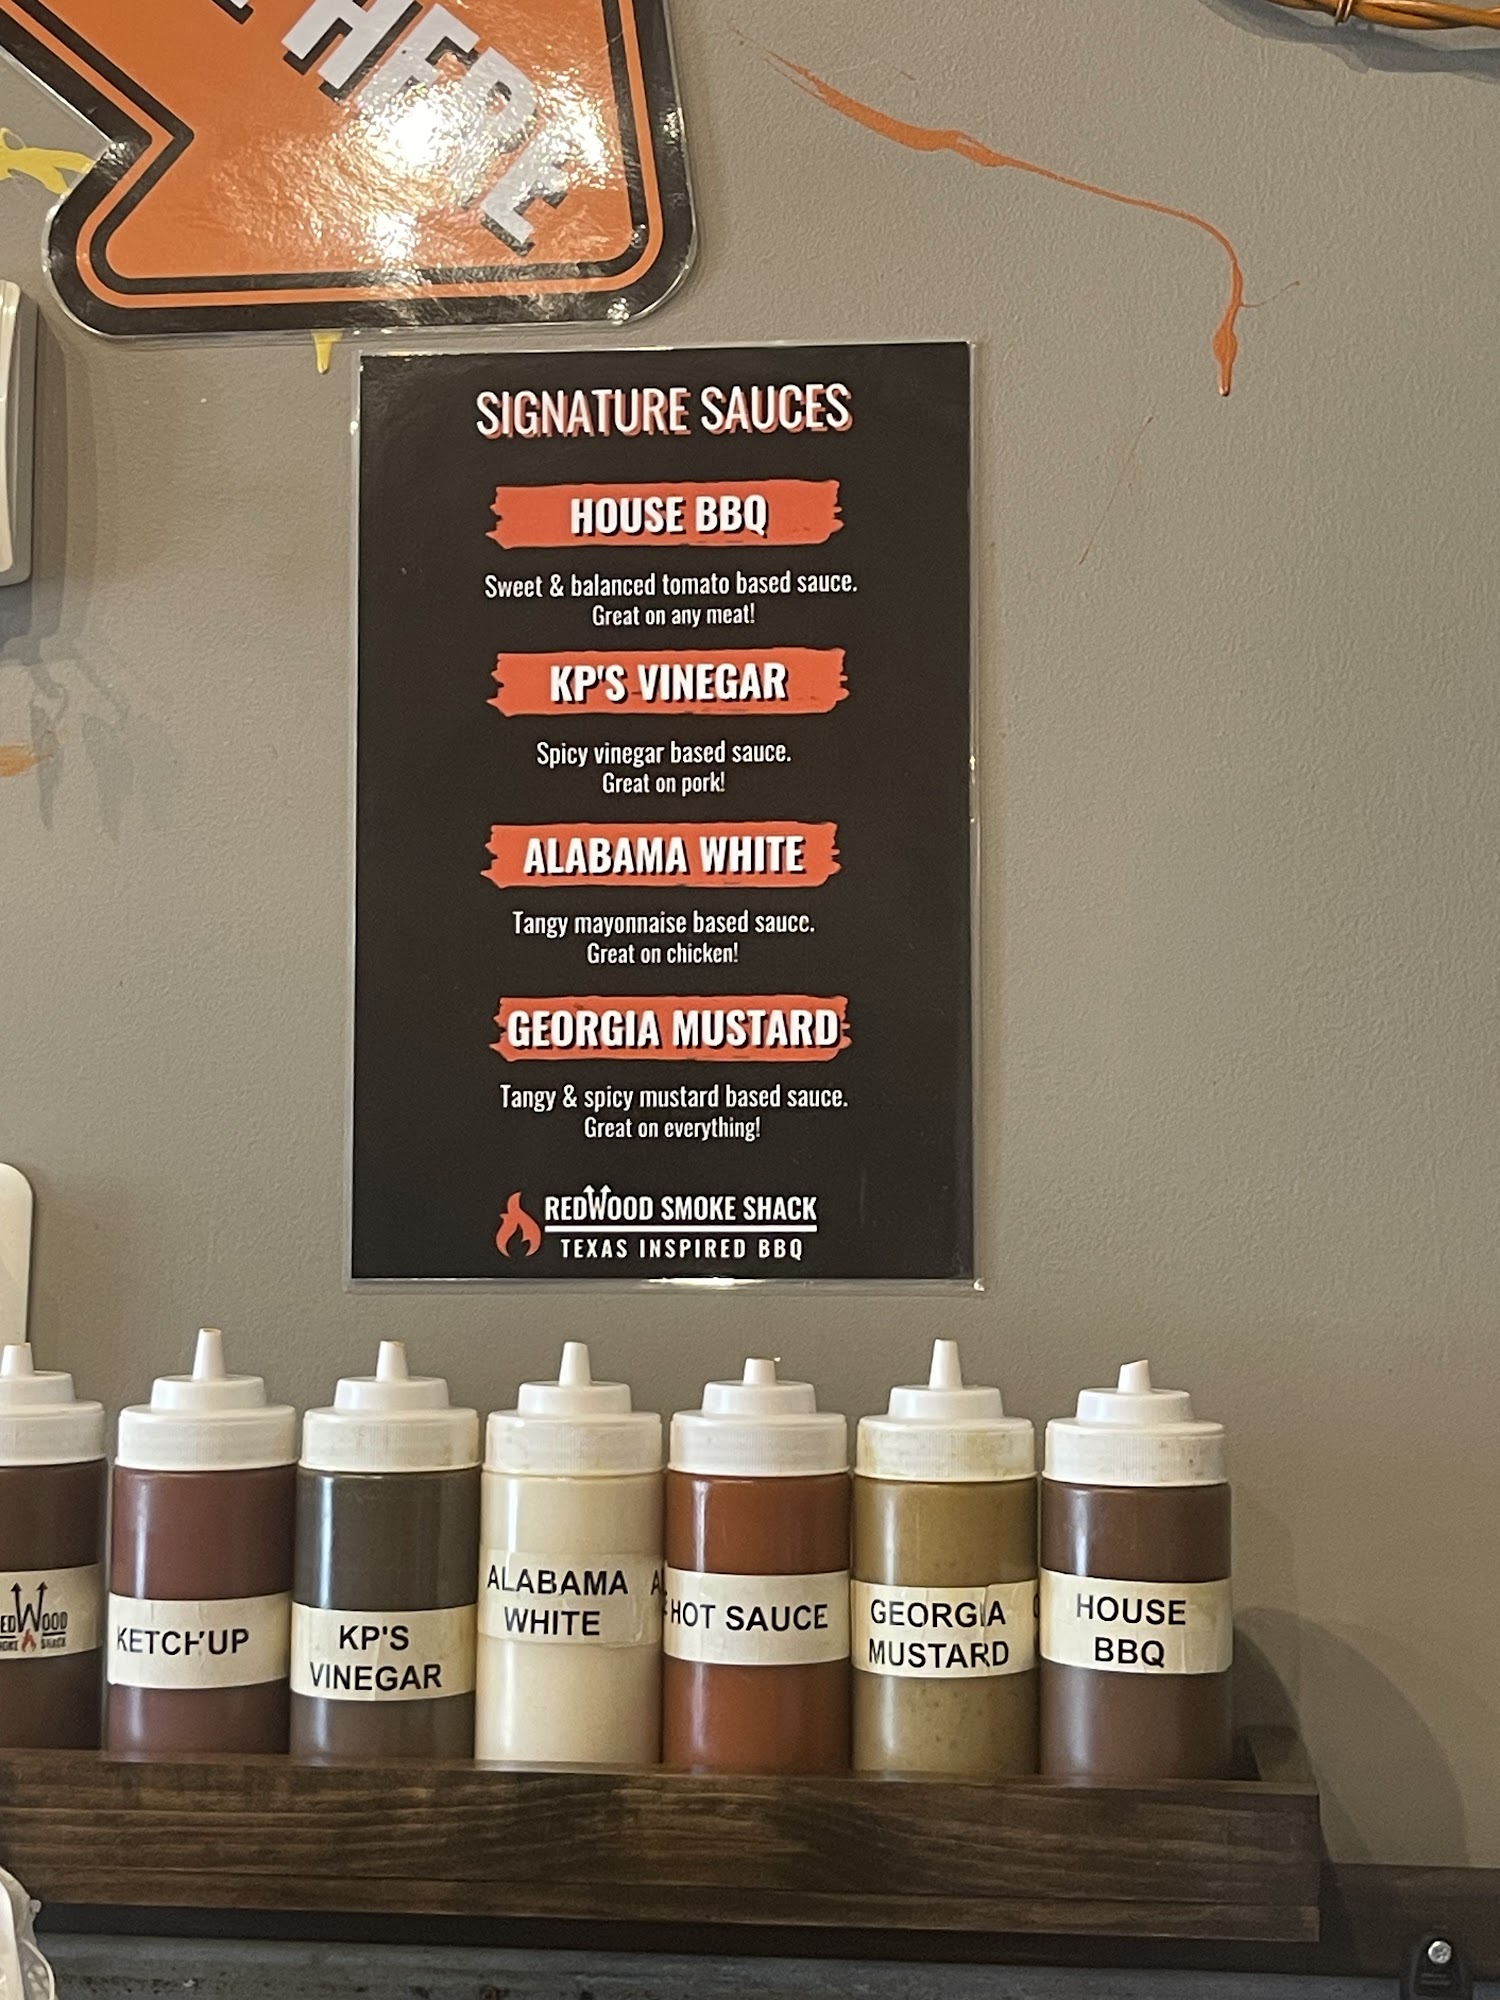 HERE
SIGNATURE SAUCES
HOUSE BBQ
Sweet & balanced tomato based sauce.
Great on any meat!
KP'S VINEGAR
Spicy vinegar based sauce.
Great on pork!
ALABAMA WHITE
Tangy mayonnaise based sauce.
Great on chicken!
GEORGIA MUSTARD
Tangy & spicy mustard based sauce.
Great on everything!
REDWOOD SMOKE SHACK
TEXAS INSPIRED BBQ
EDWOOD
OKE SHACK
KETCHUP
KP'S
VINEGAR
ALABAMA
WHITE
HOT SAUCE
GEORGIA
MUSTARD
HOUSE
BBQ